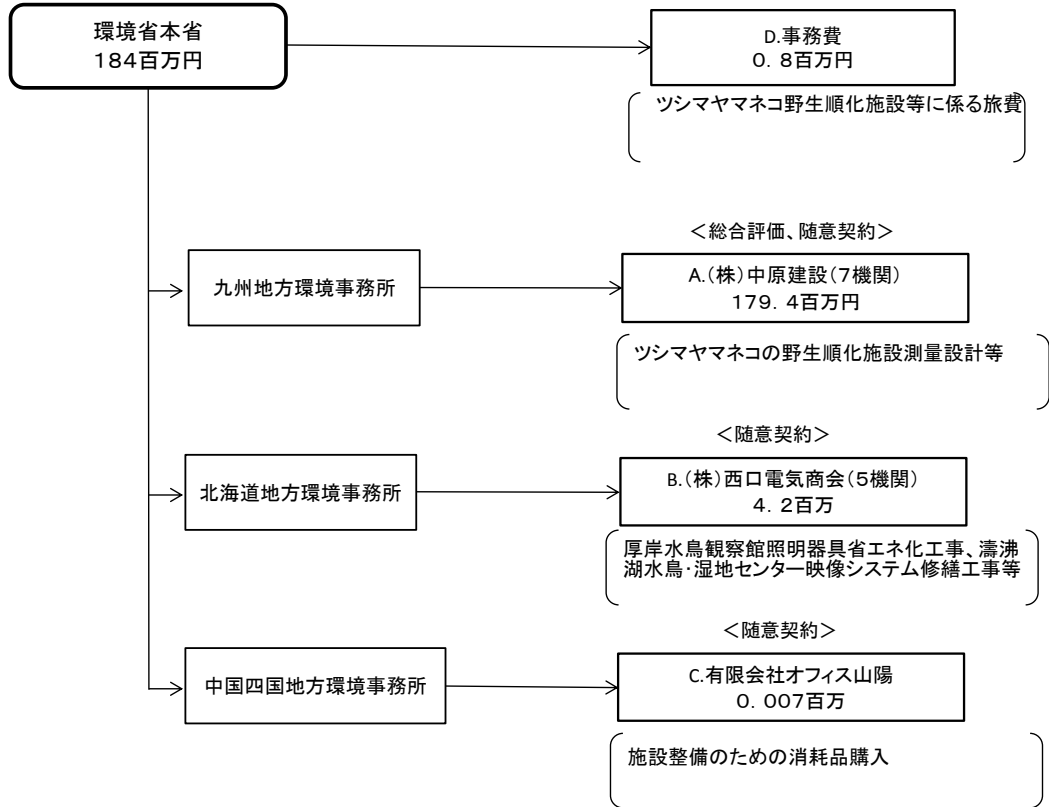 環境省本省
184百万円
D.事務費
0．8百万円
ツシマヤマネコ野生順化施設等に係る旅費
＜総合評価、随意契約＞
九州地方環境事務所
A.（株）中原建設（7機関）
179．4百万円
ツシマヤマネコの野生順化施設測量設計等
＜随意契約＞
北海道地方環境事務所
B.（株）西口電気商会（5機関）
4．2百万
厚岸水鳥観察館照明器具省エネ化工事、濤沸
湖水鳥・湿地センター映像システム修繕工事等
＜随意契約＞
中国四国地方環境事務所
C.有限会社オフィス山陽
0．007百万
施設整備のための消耗品購入